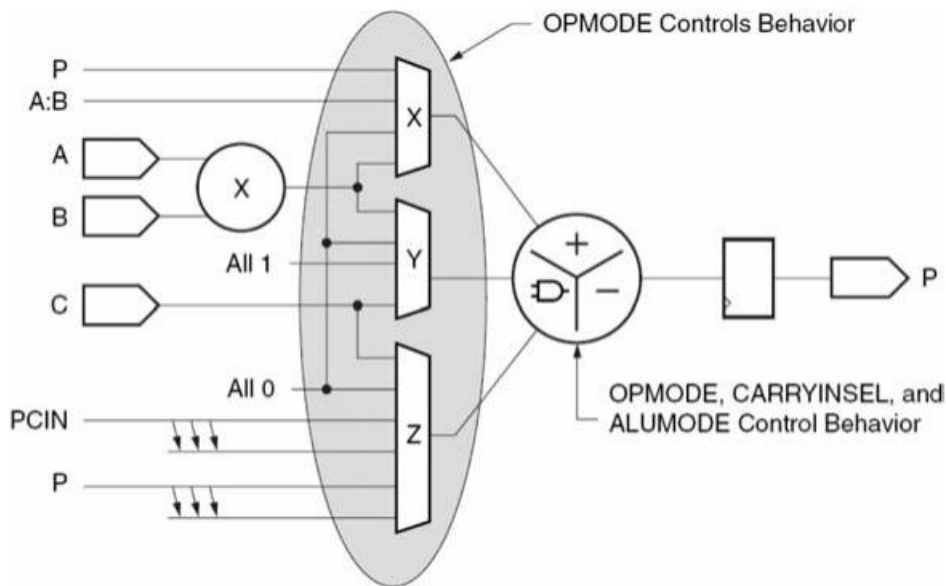 OPMODE Controls Behavior
P
A:B
X
A
X
B
All 1
Y
P
C
All 0
OPMODE, CARRYINSEL, and
ALUMODE Control Behavior
PCIN
Z
P